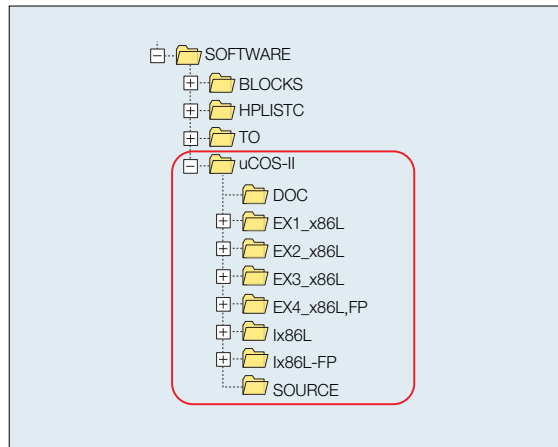 SOFTWARE
BLOCKS
HPLISTC
TO
uCOS-II
DOC
EX1_x86L
EX2_x86L
EX3_x86L
EX4_x86L,FP
Ix86L
Ix86L-FP
SOURCE